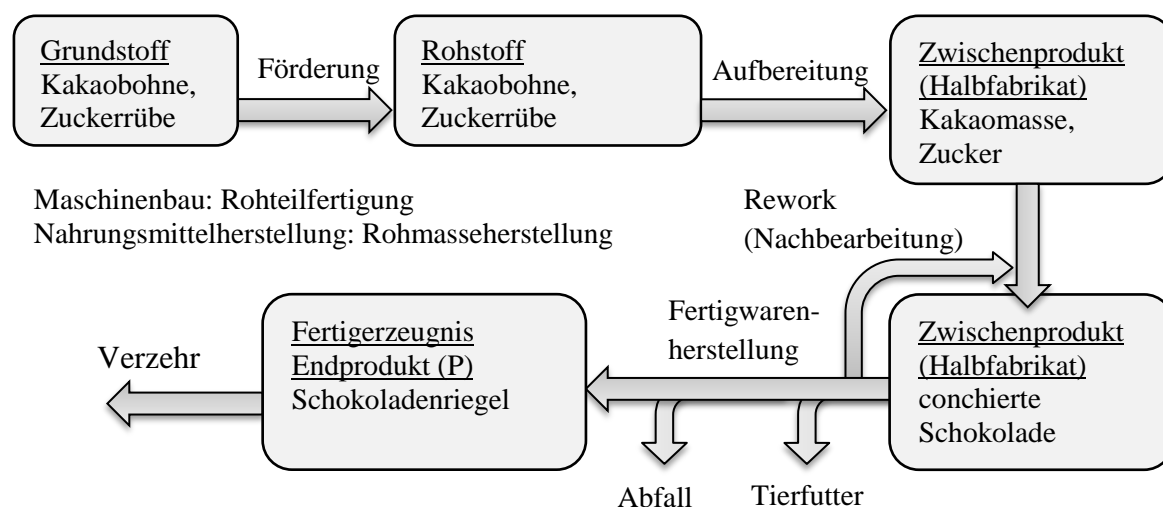 Grundstoff
Kakaobohne,
Zuckerrübe
Förderung
Rohstoff
Kakaobohne,
Zuckerrübe
Aufbereitung
Zwischenprodukt
(Halbfabrikat)
Kakaomasse,
Zucker
Maschinenbau: Rohteilfertigung
Nahrungsmittelherstellung: Rohmasseherstellung
Rework
(Nachbearbeitung)
Zwischenprodukt
(Halbfabrikat)
conchierte
Schokolade
Fertigwaren-
herstellung
Fertigerzeugnis
Endprodukt (P)
Schokoladenriegel
Verzehr
Abfall
Tierfutter